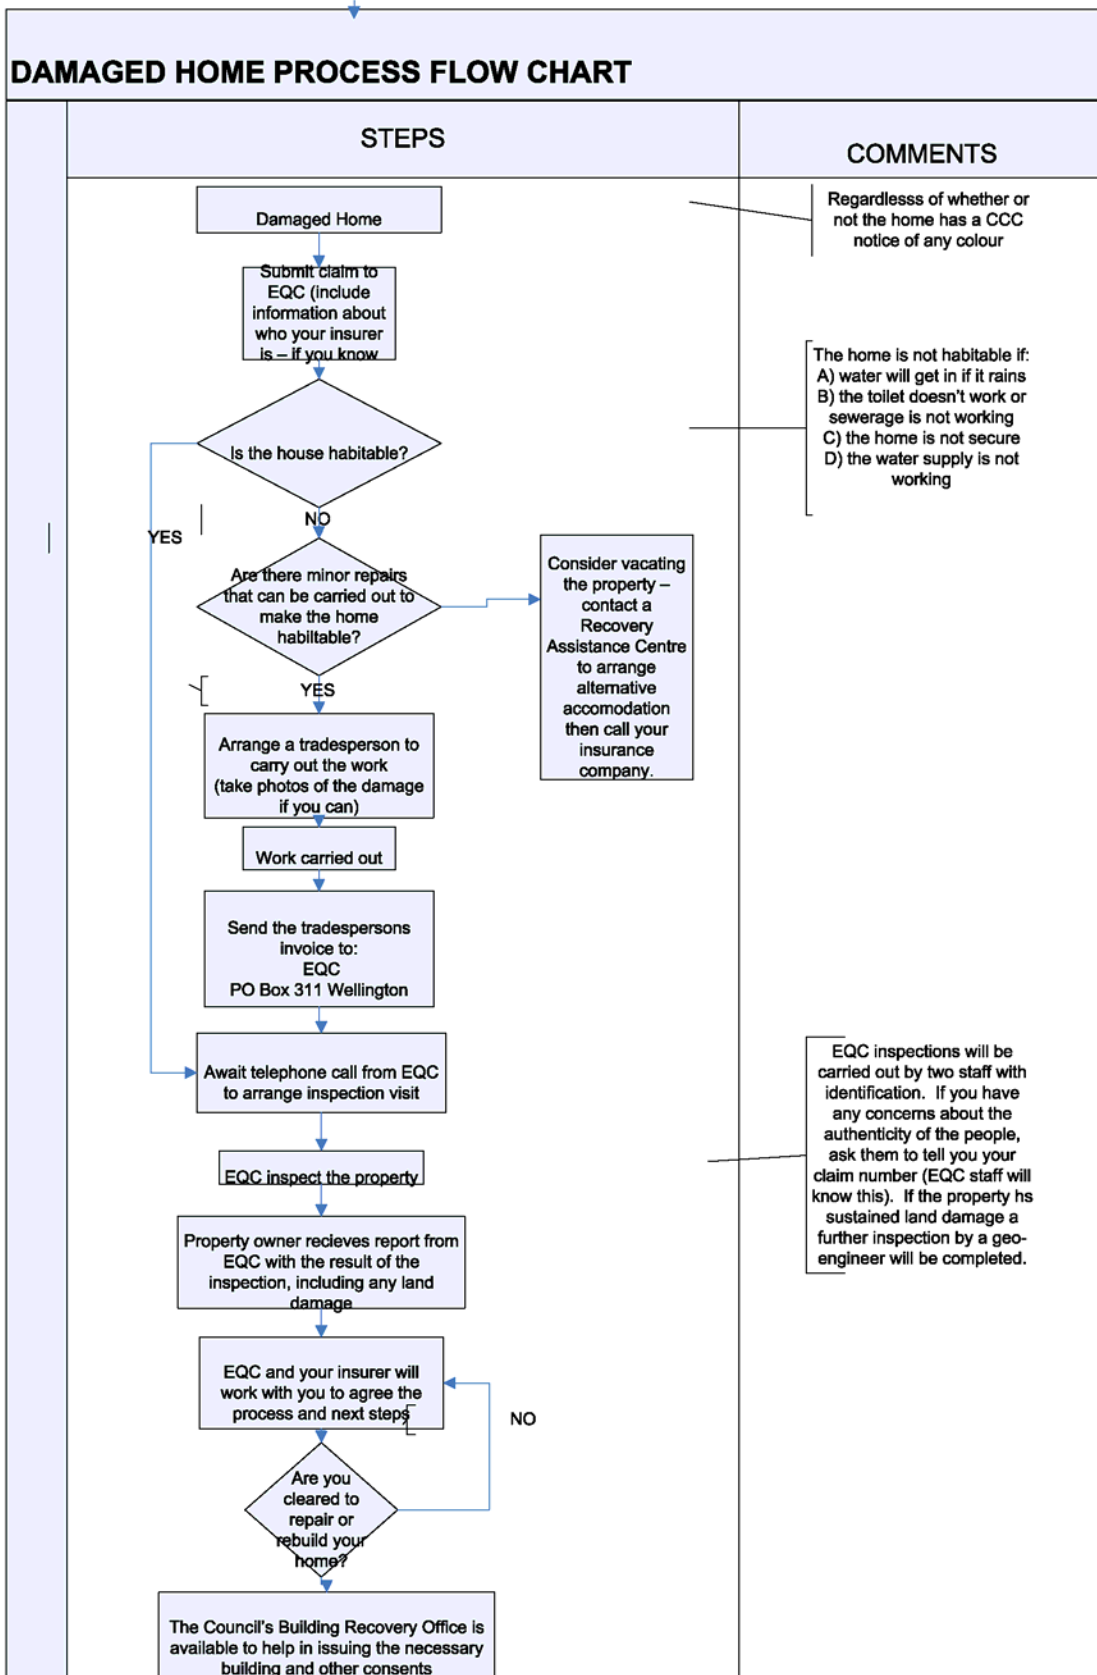 DAMAGED HOME PROCESS FLOW CHART
STEPS
COMMENTS
Damaged Home
Regardlesss of whether or
not the home has a CCC
notice of any colour
Submit claim to
EQC (include
information about
who your insurer
is – if you know
Is the house habitable?
The home is not habitable if:
A) water will get in if it rains
B) the toilet doesn't work or
sewerage is not working
C) the home is not secure
D) the water supply is not
working
NO
YES
Are there minor repairs
that can be carried out to
make the home
habiltable?
Consider vacating
the property –
contact a
Recovery
Assistance Centre
to arrange
alternative
accomodation
then call your
insurance
company.
YES
Arrange a tradesperson to
carry out the work
(take photos of the damage
if you can)
Work carried out
Send the tradespersons
invoice to:
EQC
PO Box 311 Wellington
Await telephone call from EQC
to arrange inspection visit
EQC inspections will be
carried out by two staff with
identification. If you have
any concerns about the
authenticity of the people,
ask them to tell you your
claim number (EQC staff will
know this). If the property hs
sustained land damage a
further inspection by a geo-
engineer will be completed.
EQC inspect the property
Property owner recieves report from
EQC with the result of the
inspection, including any land
damage
EQC and your insurer will
work with you to agree the
process and next steps
NO
Are you
cleared to
repair or
rebuild your
home?
The Council's Building Recovery Office is
available to help in issuing the necessary
building and other consents